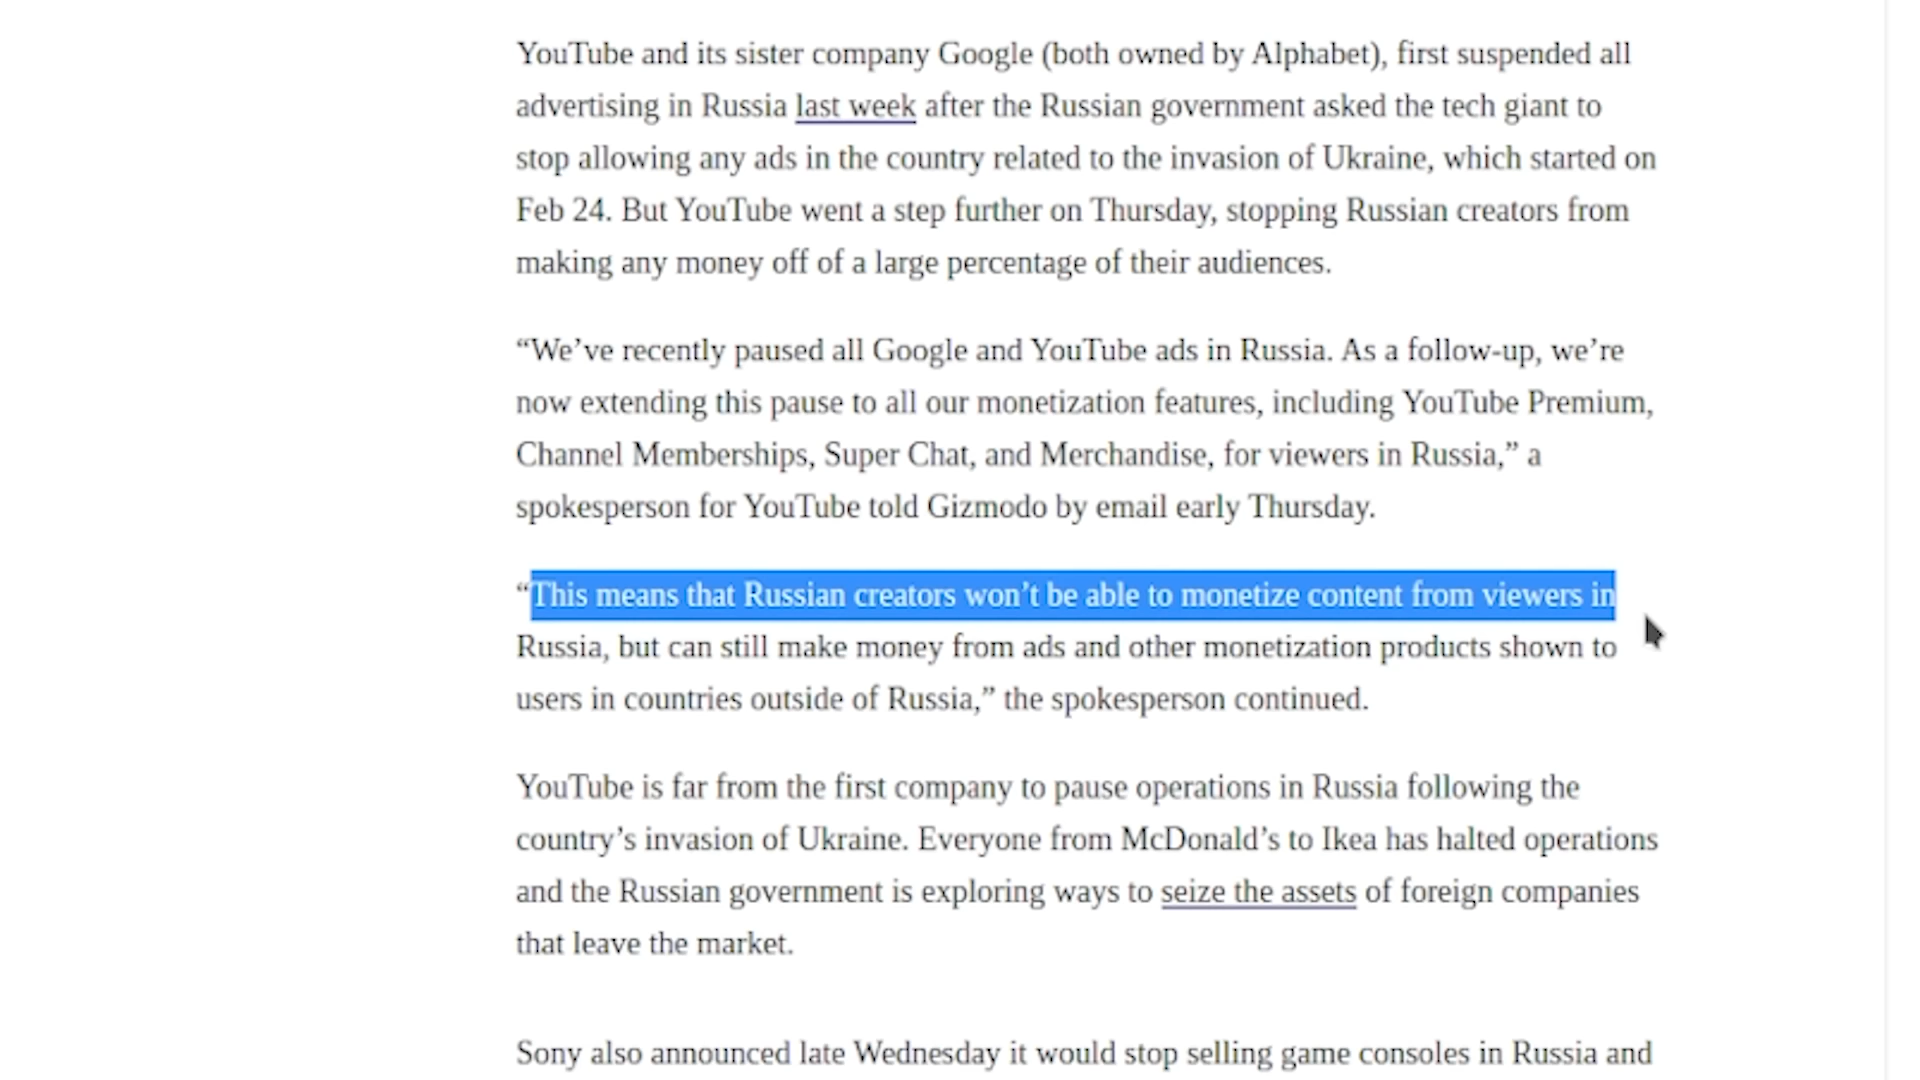 YouTube and its sister company Google (both owned by Alphabet), first suspended all
advertising in Russia last week after the Russian government asked the tech giant to
stop allowing any ads in the country related to the invasion of Ukraine, which started on
Feb 24. But YouTube went a step further on Thursday, stopping Russian creators from
making any money off of a large percentage of their audiences.
“We’ve recently paused all Google and YouTube ads in Russia. As a follow-up, we’re
now extending this pause to all our monetization features, including YouTube Premium,
Channel Memberships, Super Chat, and Merchandise, for viewers in Russia,” a
spokesperson for YouTube told Gizmodo by email early Thursday.
“This means that Russian creators won’t be able to monetize content from viewers in
Russia, but can still make money from ads and other monetization products shown to
users in countries outside of Russia,” the spokesperson continued.
YouTube is far from the first company to pause operations in Russia following the
country’s invasion of Ukraine. Everyone from McDonald’s to Ikea has halted operations
and the Russian government is exploring ways to seize the assets of foreign companies
that leave the market.
Sony also announced late Wednesday it would stop selling game consoles in Russia and